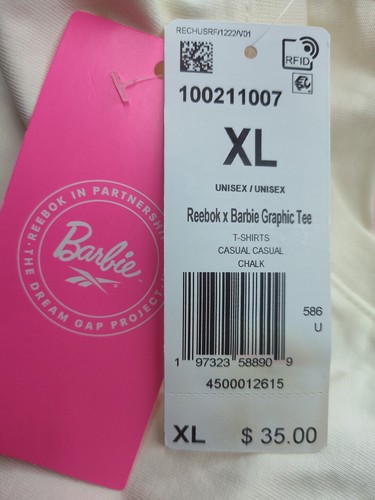 REEBOK IN PARTNERSHIP
Barbie
· THE DREAM GAP PROJECT
RECHUSRF/1222/V01
RFID
100211007
XL
UNISEX / UNISEX
Reebok x Barbie Graphic Tee
T-SHIRTS
CASUAL CASUAL
CHALK
586
U
1 97323 58890 9
4500012615
XL $ 35.00